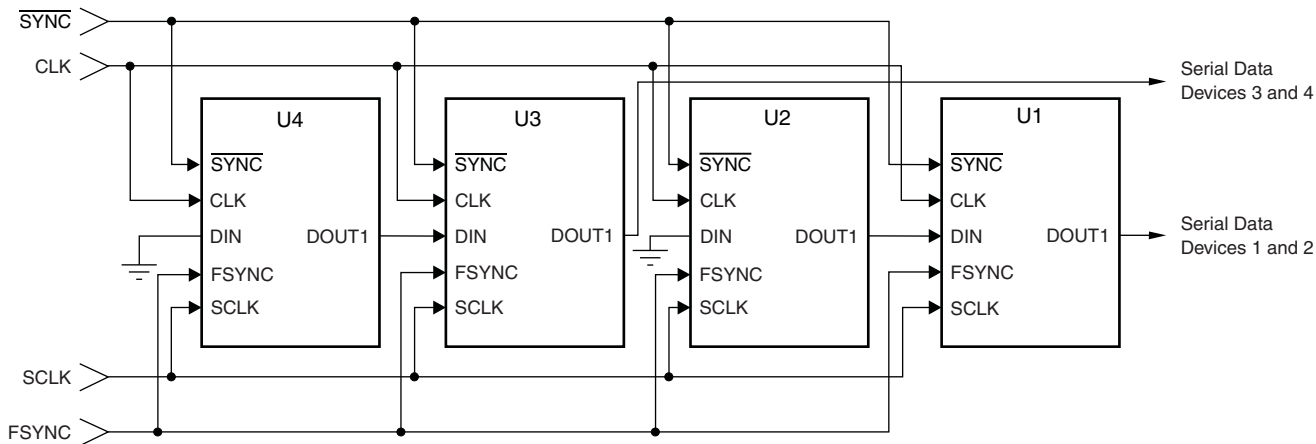 SYNC
CLK
Serial Data
Devices 3 and 4
U4
SYNC
CLK
DIN
DOUT1
FSYNC
SCLK
U3
SYNC
CLK
DIN
DOUT1
FSYNC
SCLK
U2
SYNC
CLK
DIN
DOUT1
FSYNC
SCLK
U1
SYNC
CLK
DIN
DOUT1
FSYNC
SCLK
Serial Data
Devices 1 and 2
SCLK
FSYNC